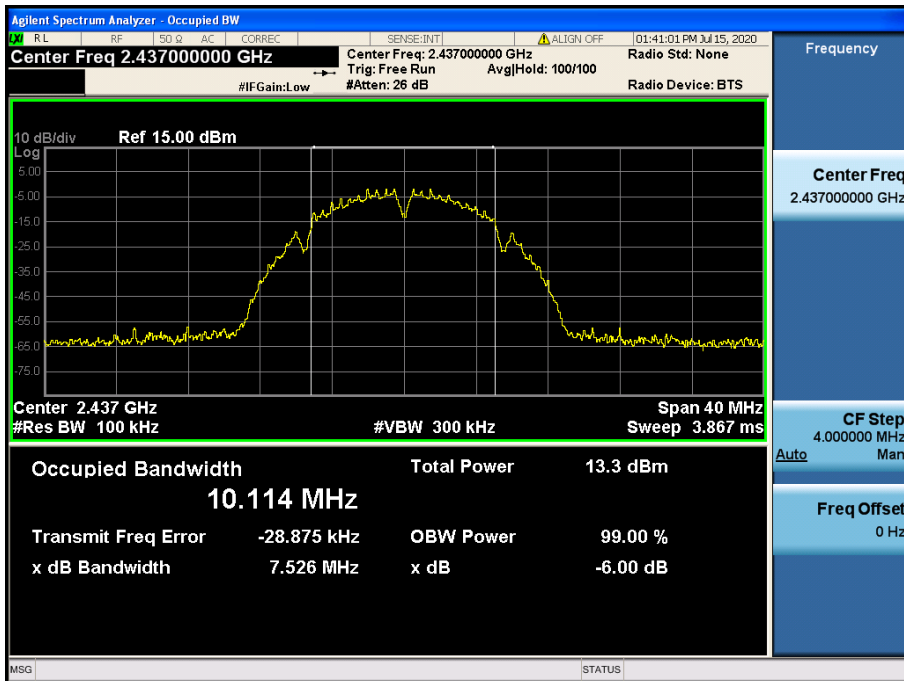 Agilent Spectrum Analyzer - Occupied BW
LXI RL RF 50 Ω AC CORREC SENSE:INT ALIGN OFF 01:41:01 PM Jul 15, 2020
Center Freq 2.437000000 GHz
Center Freq: 2.437000000 GHz
Radio Std: None
Trig: Free Run Avg|Hold: 100/100
#IFGain:Low
#Atten: 26 dB
Radio Device: BTS
10 dB/div Ref 15.00 dBm
Log
5.00
-5.00
-15.0
-25.0
-35.0
-45.0
-55.0
-65.0
-75.0
Center 2.437 GHz Span 40 MHz
#Res BW 100 kHz #VBW 300 kHz Sweep 3.867 ms
Occupied Bandwidth Total Power 13.3 dBm
10.114 MHz
Transmit Freq Error -28.875 kHz OBW Power 99.00 %
x dB Bandwidth 7.526 MHz x dB -6.00 dB
Frequency
Center Freq
2.437000000 GHz
CF Step
4.000000 MHz
Auto Man
Freq Offset
0 Hz
MSG STATUS